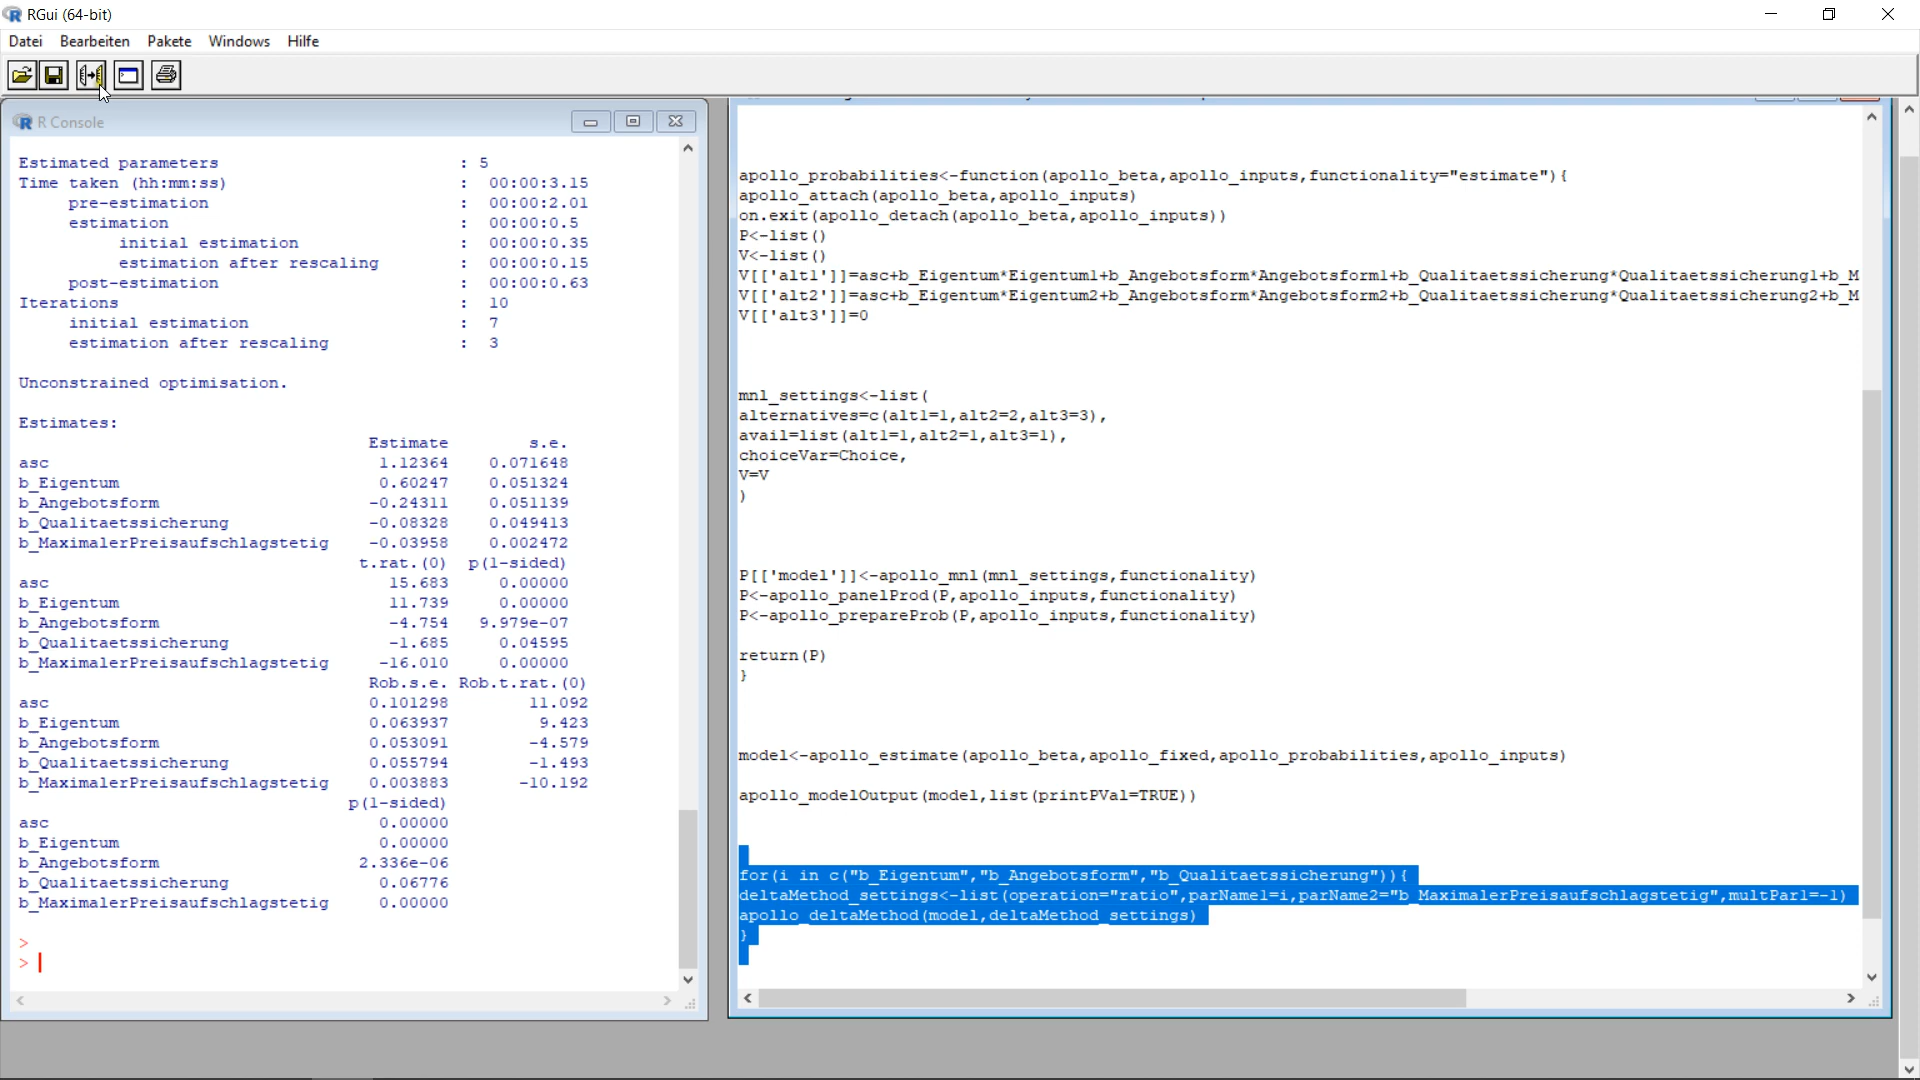 RGui (64-bit)
Datei Bearbeiten Pakete Windows Hilfe
R Console
Estimated parameters : 5
Time taken (hh:mm:ss) : 00:00:3.15
pre-estimation : 00:00:2.01
estimation : 00:00:0.5
initial estimation : 00:00:0.35
estimation after rescaling : 00:00:0.15
post-estimation : 00:00:0.63
Iterations : 10
initial estimation : 7
estimation after rescaling : 3
Unconstrained optimisation.
Estimates:
Estimate s.e.
asc 1.12364 0.071648
b_Eigentum 0.60247 0.051324
b_Angebotsform -0.24311 0.051139
b_Qualitaetssicherung -0.08328 0.049413
b_MaximalerPreisaufschlagstetig -0.03958 0.002472
t.rat.(0) p(1-sided)
asc 15.683 0.00000
b_Eigentum 11.739 0.00000
b_Angebotsform -4.754 9.979e-07
b_Qualitaetssicherung -1.685 0.04595
b_MaximalerPreisaufschlagstetig -16.010 0.00000
Rob.s.e. Rob.t.rat.(0)
asc 0.101298 11.092
b_Eigentum 0.063937 9.423
b_Angebotsform 0.053091 -4.579
b_Qualitaetssicherung 0.055794 -1.493
b_MaximalerPreisaufschlagstetig 0.003883 -10.192
p(1-sided)
asc 0.00000
b_Eigentum 0.00000
b_Angebotsform 2.336e-06
b_Qualitaetssicherung 0.06776
b_MaximalerPreisaufschlagstetig 0.00000
>
>
apollo_probabilities<-function(apollo_beta,apollo_inputs,functionality="estimate"){
apollo_attach(apollo_beta,apollo_inputs)
on.exit(apollo_detach(apollo_beta,apollo_inputs))
P<-list()
V<-list()
V[['alt1']]=asc+b_Eigentum*Eigentum1+b_Angebotsform*Angebotsform1+b_Qualitaetssicherung*Qualitaetssicherung1+b_M
V[['alt2']]=asc+b_Eigentum*Eigentum2+b_Angebotsform*Angebotsform2+b_Qualitaetssicherung*Qualitaetssicherung2+b_M
V[['alt3']]=0
mnl_settings<-list(
alternatives=c(alt1=1,alt2=2,alt3=3),
avail=list(alt1=1,alt2=1,alt3=1),
choiceVar=Choice,
V=V
)
P[['model']]<-apollo_mnl(mnl_settings,functionality)
P<-apollo_panelProd(P,apollo_inputs,functionality)
P<-apollo_prepareProb(P,apollo_inputs,functionality)
return(P)
}
model<-apollo_estimate(apollo_beta,apollo_fixed,apollo_probabilities,apollo_inputs)
apollo_modelOutput(model,list(printPVal=TRUE))
for(i in c("b_Eigentum","b_Angebotsform","b_Qualitaetssicherung")){
deltaMethod_settings<-list(operation="ratio",parName1=i,parName2="b_MaximalerPreisaufschlagstetig",multPar1=-1)
apollo_deltaMethod(model,deltaMethod_settings)
}